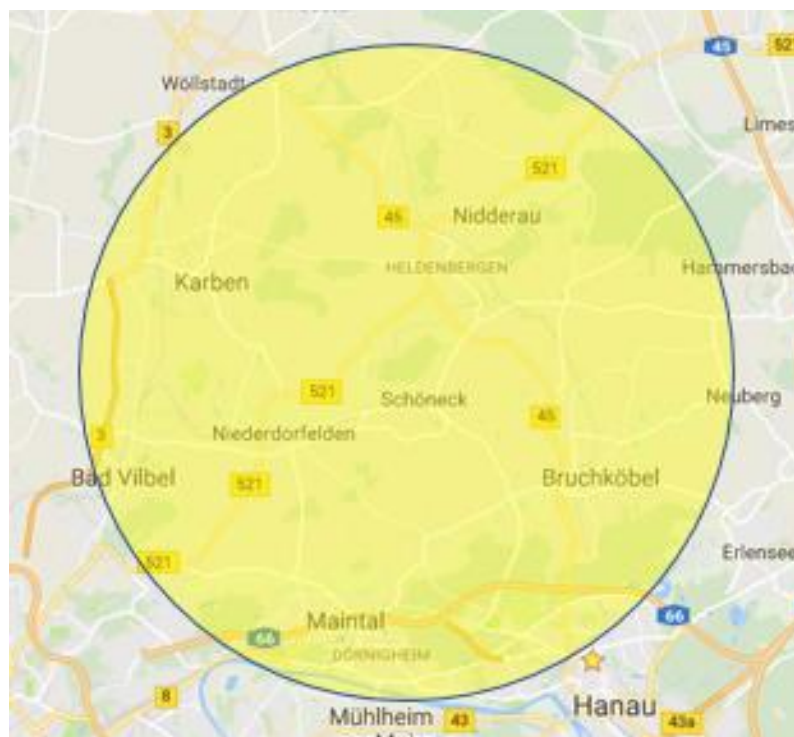 45
Wöllstadt
3
Limes
521
45
Nidderau
HELDENBERGEN
Hammersbac
Karben
521
Schöneck
Neuberg
45
3
Niederdorfelden
Bad Vilbel
521
Bruchköbel
521
Erlensee
Maintal
66
66
DÖRNIGHEIM
8
Hanau
Mühlheim
43
43a